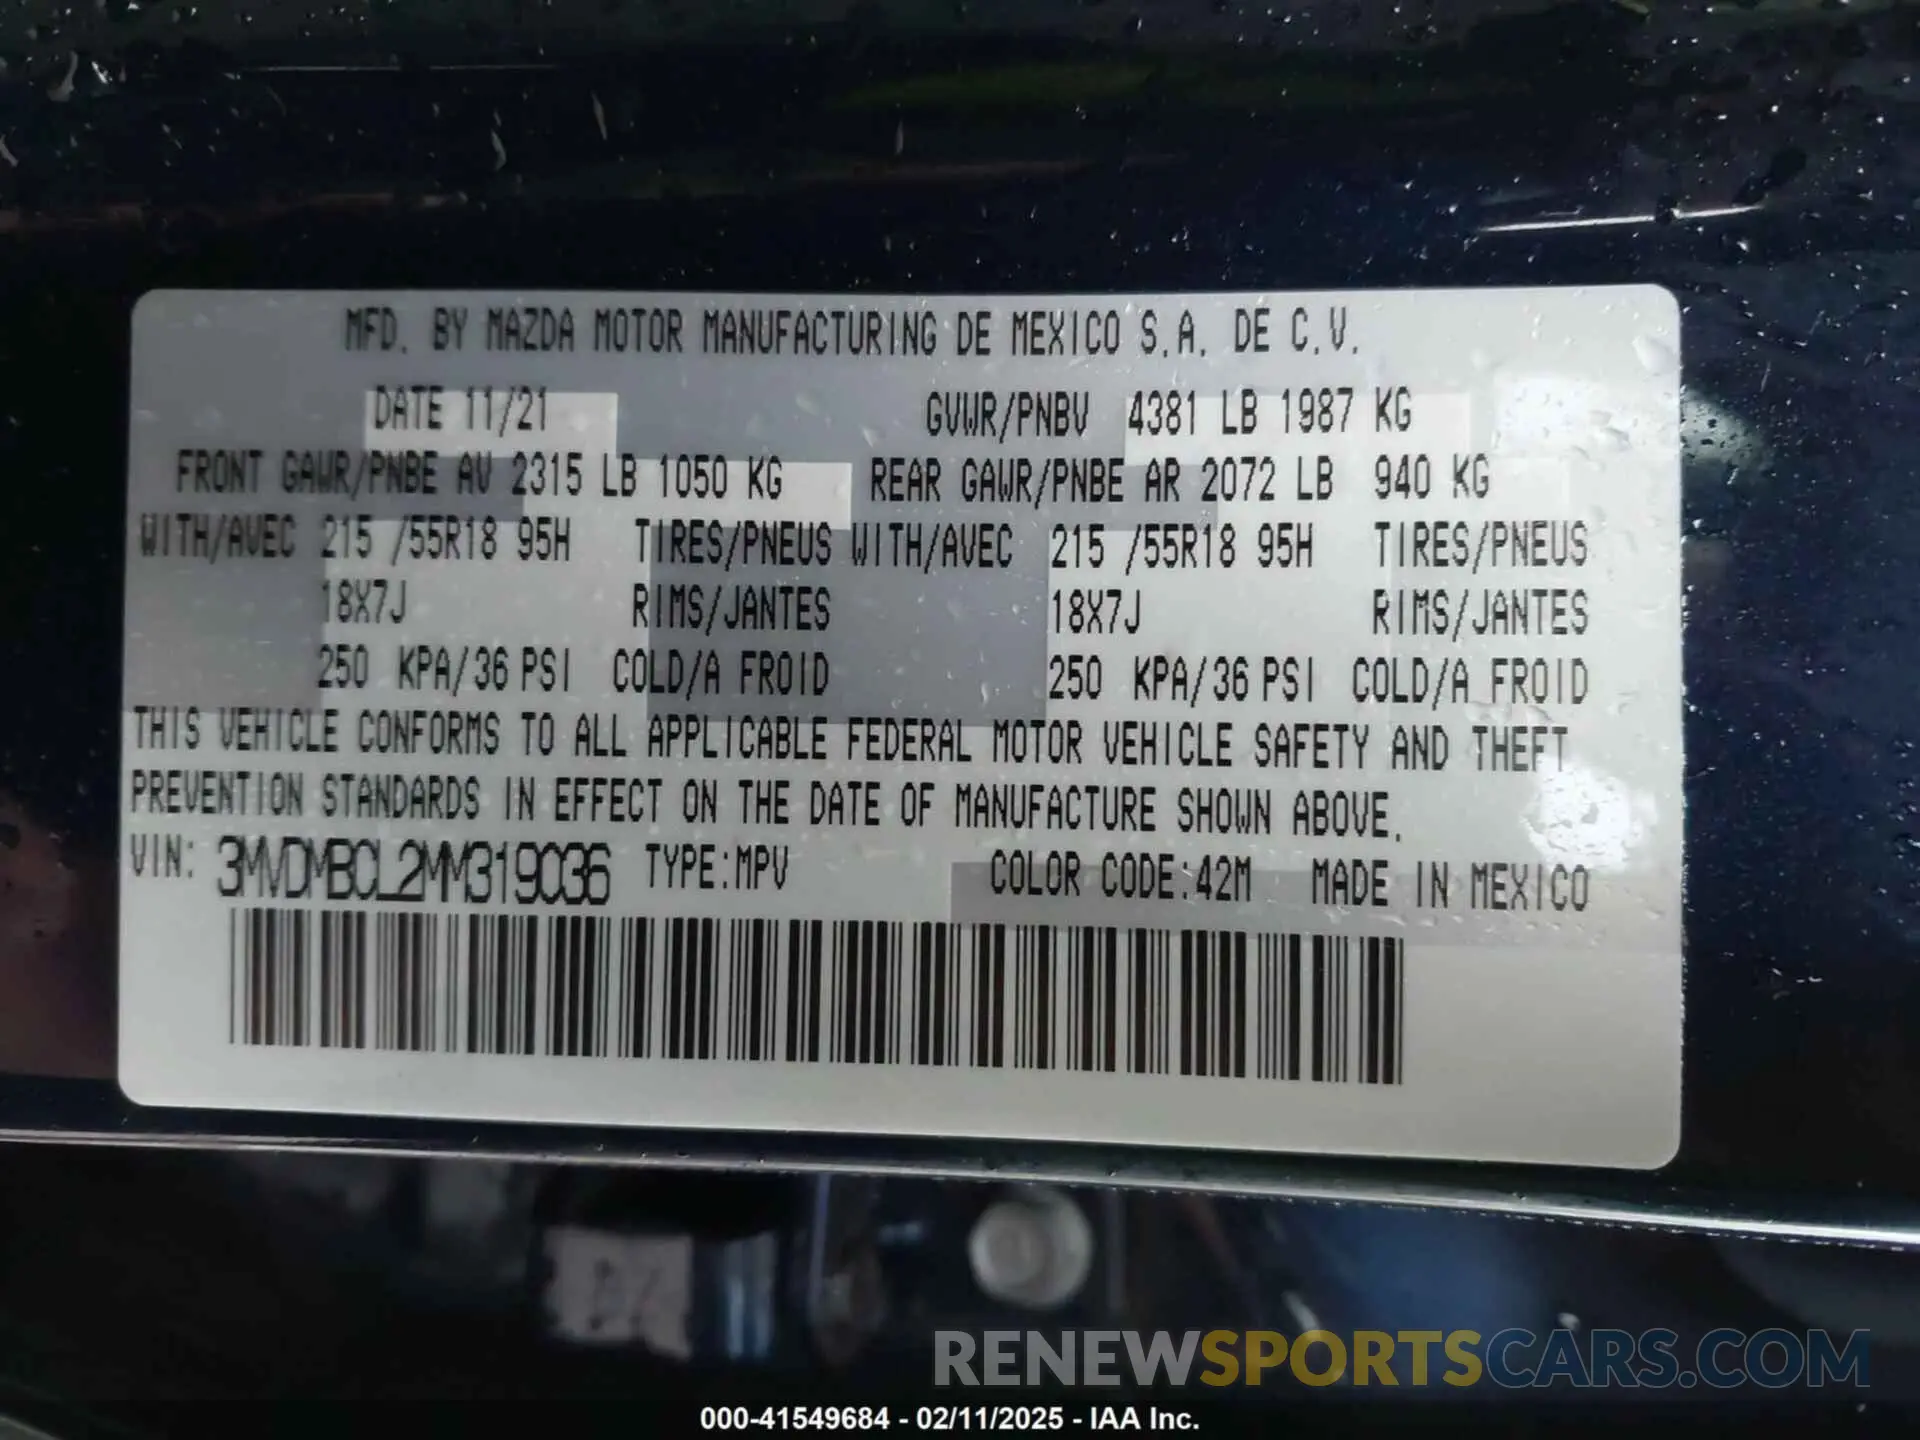 MFD. BY MAZDA MOTOR MANUFACTURING DE MEXICO S.A. DE C.V.
DATE 11/21 GVWR/PNBV 4381 LB 1987 KG
FRONT GAWR/PNBE AV 2315 LB 1050 KG REAR GAWR/PNBE AR 2072 LB 940 KG
WITH/AVEC 215 /55R18 95H TIRES/PNEUS WITH/AVEC 215 /55R18 95H TIRES/PNEUS
18X7J RIMS/JANTES 18X7J RIMS/JANTES
250 KPA/36 PSI COLD/A FROID 250 KPA/36 PSI COLD/A FROID
THIS VEHICLE CONFORMS TO ALL APPLICABLE FEDERAL MOTOR VEHICLE SAFETY AND THEFT
PREVENTION STANDARDS IN EFFECT ON THE DATE OF MANUFACTURE SHOWN ABOVE.
VIN: 3MVDMBCL2MM319036 TYPE:MPV COLOR CODE:42M MADE IN MEXICO
RENEWSPORTSCARS.COM
000-41549684 - 02/11/2025 - IAA Inc.